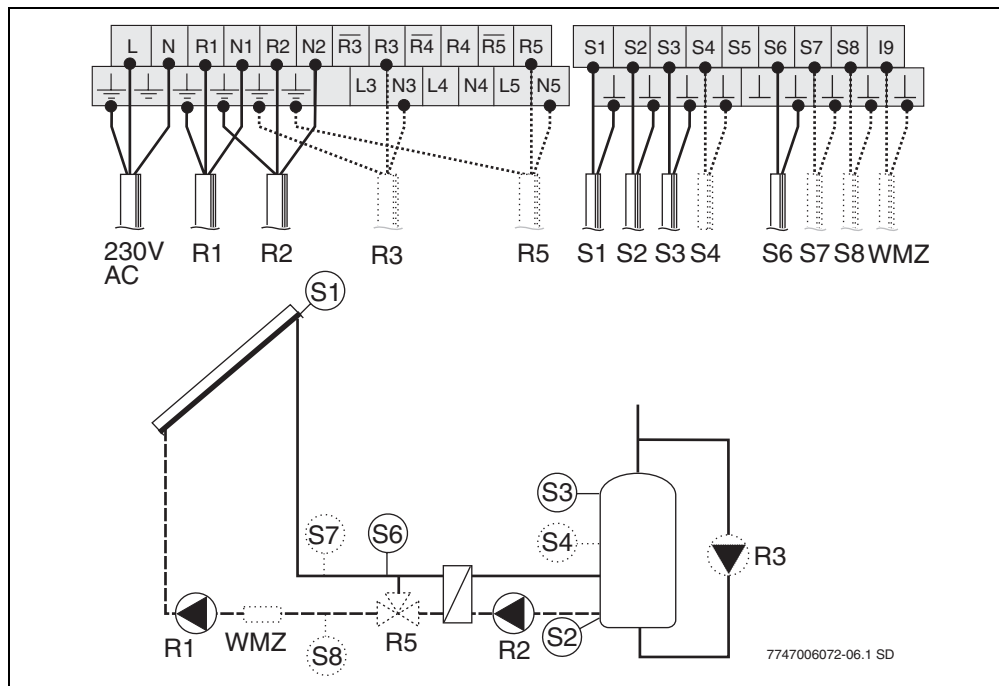 L N R1 N1 R2 N2 R̅3̅ R3 R̅4̅ R4 R̅5̅ R5
S1 S2 S3 S4 S5 S6 S7 S8 I9
L3 N3 L4 N4 L5 N5
230V
AC
R1 R2 R3 R5
S1 S2 S3 S4 S6 S7 S8 WMZ
S1
S3
S7 S6 S4
R3
R1 WMZ S8 R5 R2 S2
7747006072-06.1 SD